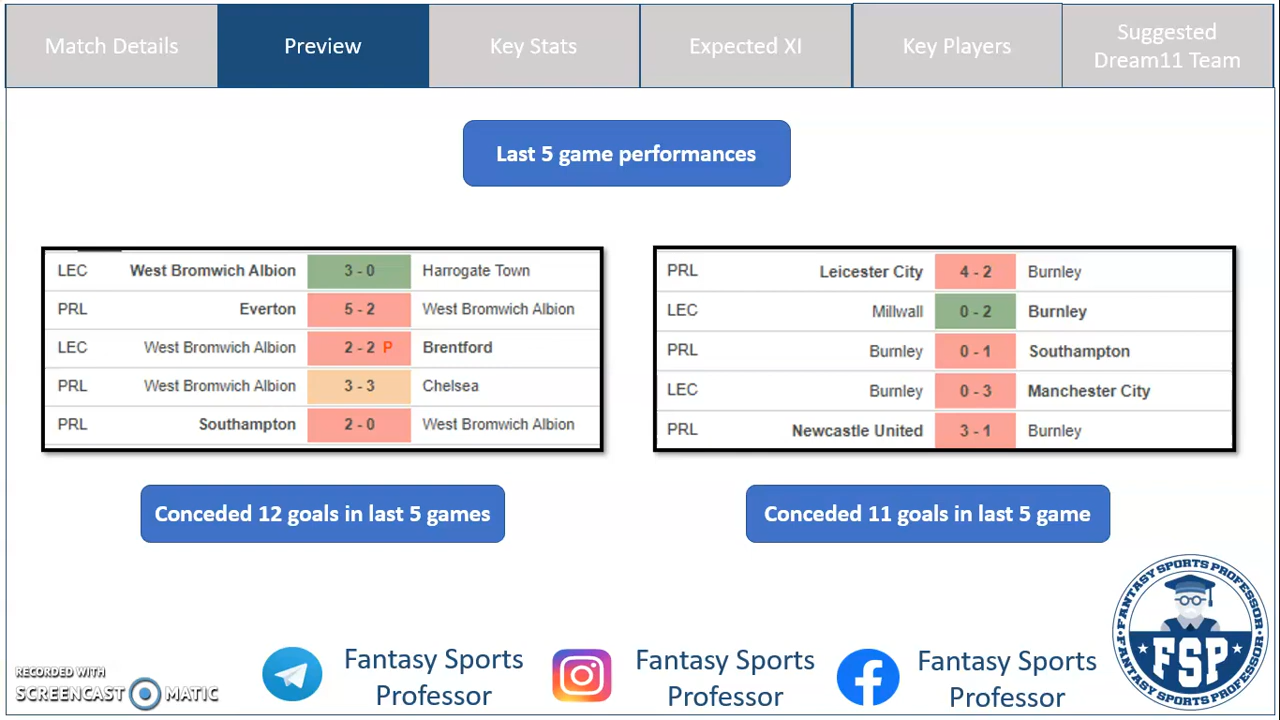 Match Details
Preview
Key Stats
Expected XI
Key Players
Suggested
Dream11 Team
Last 5 game performances
LEC West Bromwich Albion 3 - 0 Harrogate Town
PRL Everton 5 - 2 West Bromwich Albion
LEC West Bromwich Albion 2 - 2 P Brentford
PRL West Bromwich Albion 3 - 3 Chelsea
PRL Southampton 2 - 0 West Bromwich Albion
PRL Leicester City 4 - 2 Burnley
LEC Millwall 0 - 2 Burnley
PRL Burnley 0 - 1 Southampton
LEC Burnley 0 - 3 Manchester City
PRL Newcastle United 3 - 1 Burnley
Conceded 12 goals in last 5 games
Conceded 11 goals in last 5 game
RECORDED WITH
SCREENCAST MATIC
Fantasy Sports
Professor
Fantasy Sports
Professor
Fantasy Sports
Professor
FANTASY SPORTS PROFESSOR
FSP
FANTASY SPORTS PROFESSOR